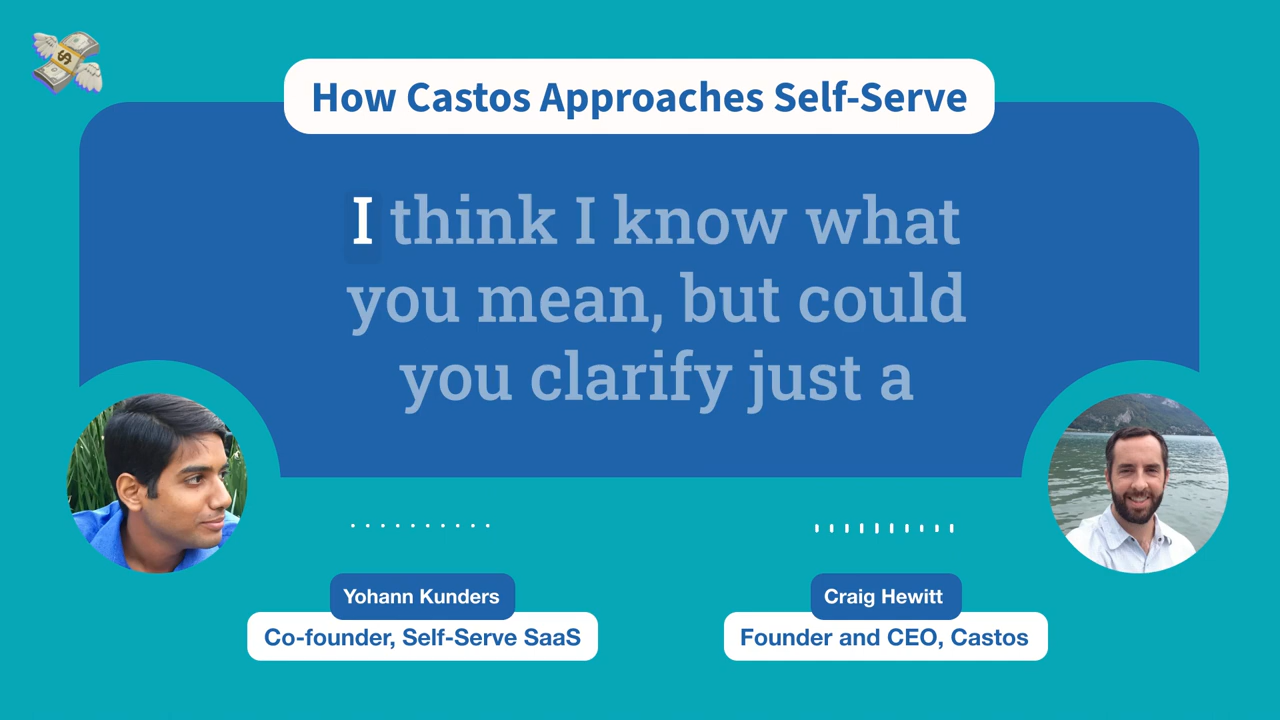 How Castos Approaches Self-Serve
I think I know what
you mean, but could
you clarify just a
Yohann Kunders
Co-founder, Self-Serve SaaS
Craig Hewitt
Founder and CEO, Castos